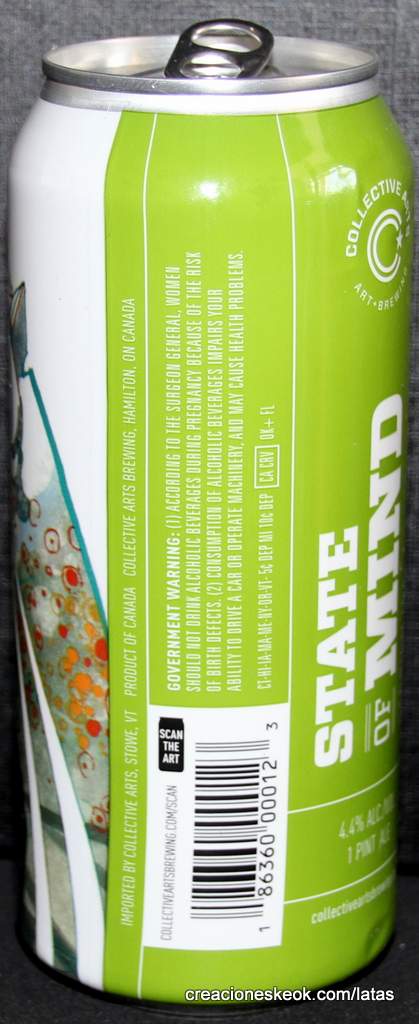 IMPORTED BY COLLECTIVE ARTS, STOWE, VT PRODUCT OF CANADA COLLECTIVE ARTS BREWING, HAMILTON, ON CANADA
COLLECTIVEARTSBREWING.COM/SCAN
SCAN
THE
ART
1 86360 00012 3
GOVERNMENT WARNING: (1) ACCORDING TO THE SURGEON GENERAL, WOMEN
SHOULD NOT DRINK ALCOHOLIC BEVERAGES DURING PREGNANCY BECAUSE OF THE RISK
OF BIRTH DEFECTS. (2) CONSUMPTION OF ALCOHOLIC BEVERAGES IMPAIRS YOUR
ABILITY TO DRIVE A CAR OR OPERATE MACHINERY, AND MAY CAUSE HEALTH PROBLEMS.
CT-HI-IA-MA-ME-NY-OR-VT- 5¢ DEP MI 10¢ DEP CA CRV OK+ FL
COLLECTIVE ARTS
ART+BREWING
STATE
OF MIND
4.4% ALC
1 PINT ALE
collectiveartsbrewing
creacioneskeok.com/latas